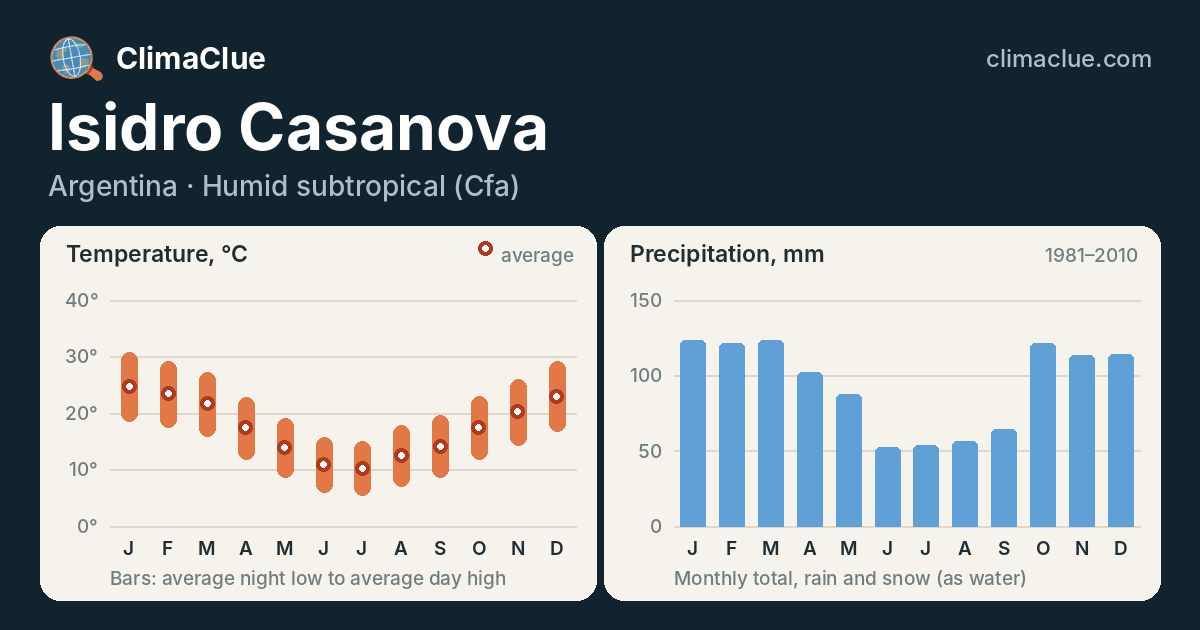 ClimaClue
climaclue.com
Isidro Casanova
Argentina · Humid subtropical (Cfa)
Temperature, °C
average
40°
30°
20°
10°
0°
J F M A M J J A S O N D
Bars: average night low to average day high
Precipitation, mm
1981–2010
150
100
50
0
J F M A M J J A S O N D
Monthly total, rain and snow (as water)